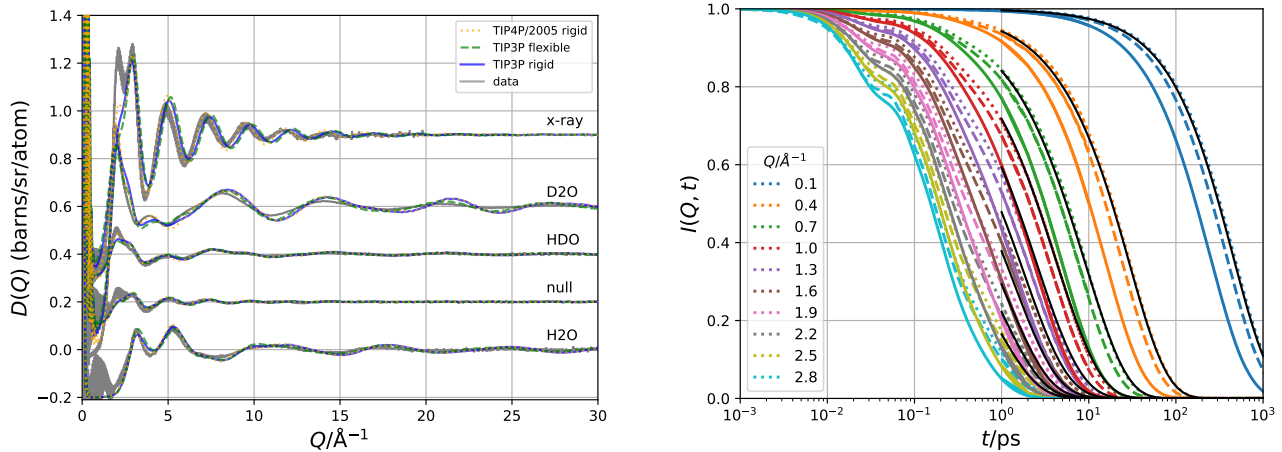 D(Q) (barns/sr/atom)
1.4
1.2
1.0
0.8
0.6
0.4
0.2
0.0
−0.2
TIP4P/2005 rigid
TIP3P flexible
TIP3P rigid
data
x-ray
D2O
HDO
null
H2O
0 5 10 15 20 25 30
Q/Å⁻¹
I(Q, t)
1.0
0.8
0.6
0.4
0.2
0.0
Q/Å⁻¹
0.1
0.4
0.7
1.0
1.3
1.6
1.9
2.2
2.5
2.8
10⁻³ 10⁻² 10⁻¹ 10⁰ 10¹ 10² 10³
t/ps